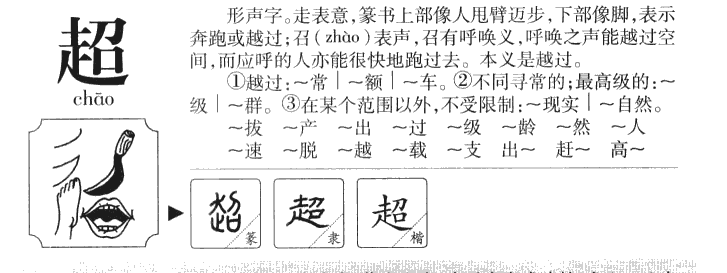 超
chāo
形声字。走表意，篆书上部像人甩臂迈步，下部像脚，表示
奔跑或越过；召（zhào）表声，召有呼唤义，呼唤之声能越过空
间，而应呼的人亦能很快地跑过去。本义是越过。
①越过：～常｜～额｜～车。②不同寻常的；最高级的：～
级｜～群。③在某个范围以外，不受限制：～现实｜～自然。
～拔 ～产 ～出 ～过 ～级 ～龄 ～然 ～人
～速 ～脱 ～越 ～载 ～支 出～ 赶～ 高～
超 篆
超 隶
超 楷